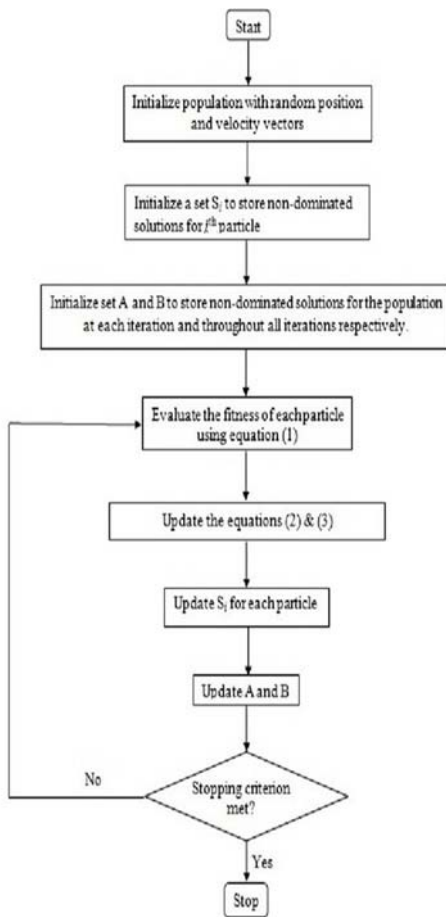 Start
Initialize population with random position
and velocity vectors
Initialize a set Si to store non-dominated
solutions for ith particle
Initialize set A and B to store non-dominated solutions for the population
at each iteration and throughout all iterations respectively.
Evaluate the fitness of eachparticle
using equation (1)
Update the equations (2) & (3)
Update Si for each particle
Update A and B
Stopping criterion
met?
No
Yes
Stop